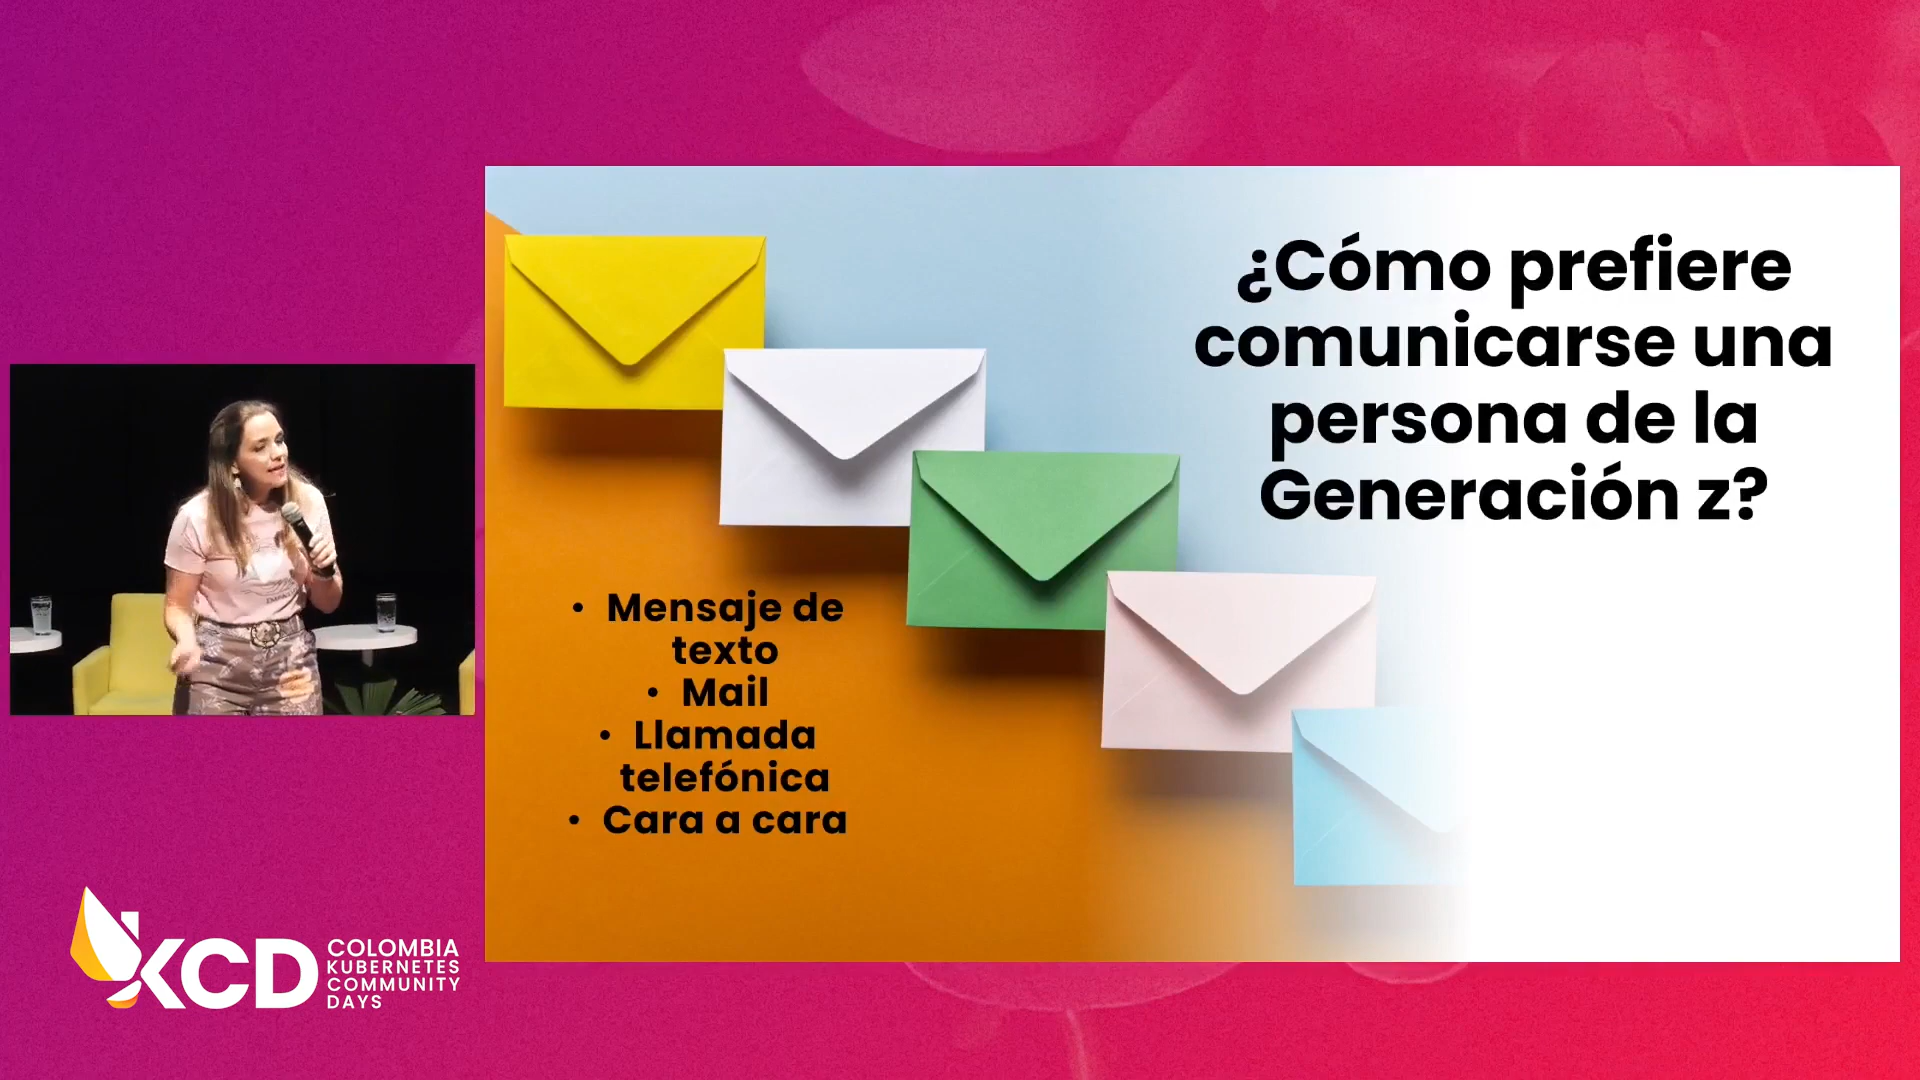 ¿Cómo prefiere
comunicarse una
persona de la
Generación z?
• Mensaje de
texto
• Mail
• Llamada
telefónica
• Cara a cara
KCD
COLOMBIA
KUBERNETES
COMMUNITY
DAYS